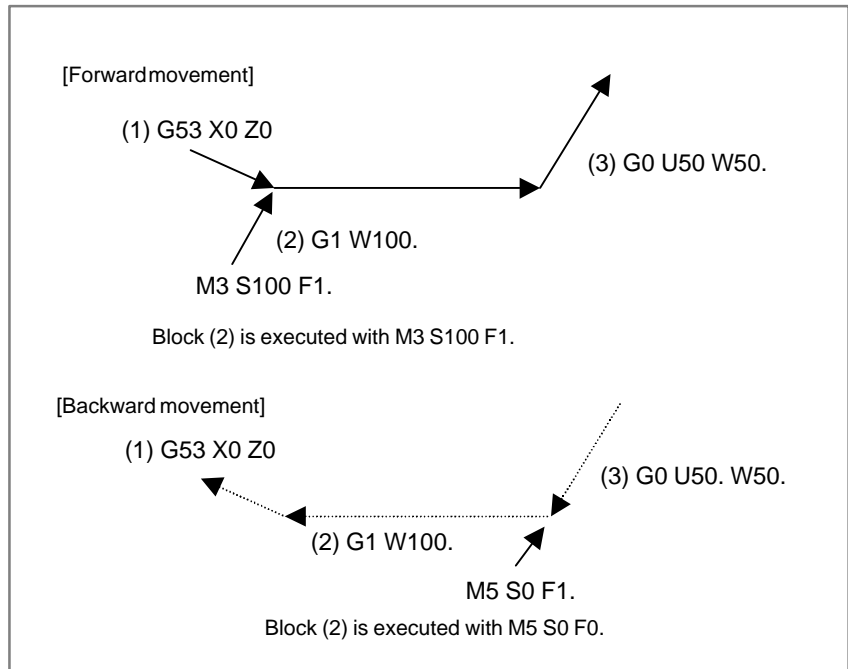 [Forward movement]
(1) G53 X0 Z0
(3) G0 U50 W50.
(2) G1 W100.
M3 S100 F1.
Block (2) is executed with M3 S100 F1.
[Backward movement]
(1) G53 X0 Z0
(3) G0 U50. W50.
(2) G1 W100.
M5 S0 F1.
Block (2) is executed with M5 S0 F0.